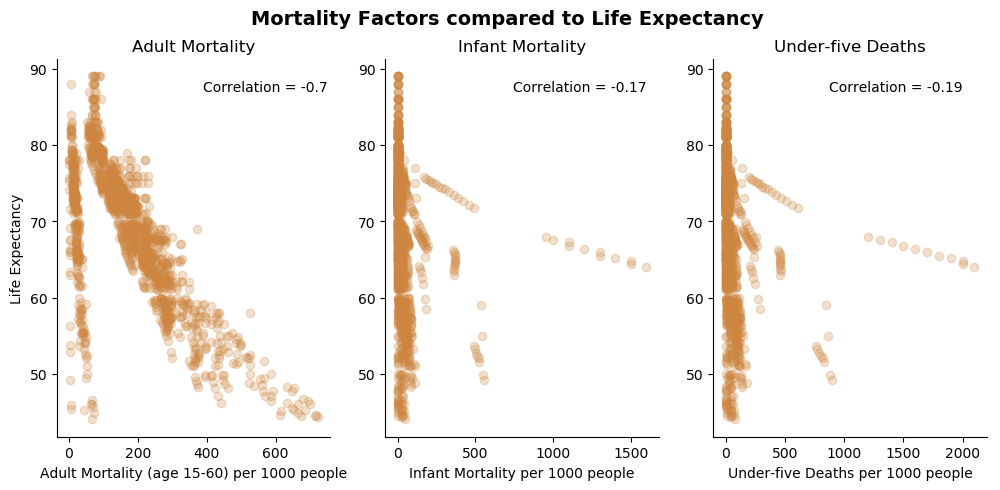 Mortality Factors compared to Life Expectancy
Adult Mortality
Infant Mortality
Under-five Deaths
Correlation = -0.7
Correlation = -0.17
Correlation = -0.19
Life Expectancy
90
80
70
60
50
0 200 400 600
Adult Mortality (age 15-60) per 1000 people
90
80
70
60
50
0 500 1000 1500
Infant Mortality per 1000 people
90
80
70
60
50
0 500 1000 1500 2000
Under-five Deaths per 1000 people